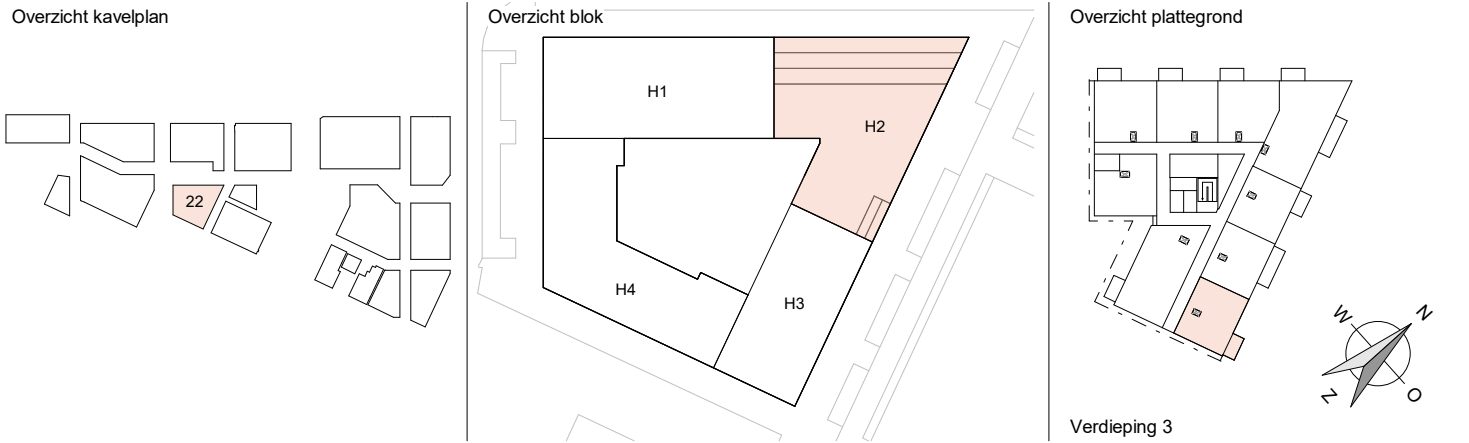 Overzicht kavelplan
22
Overzicht blok
H1
H2
H3
H4
Overzicht plattegrond
W
N
Z
O
Verdieping 3